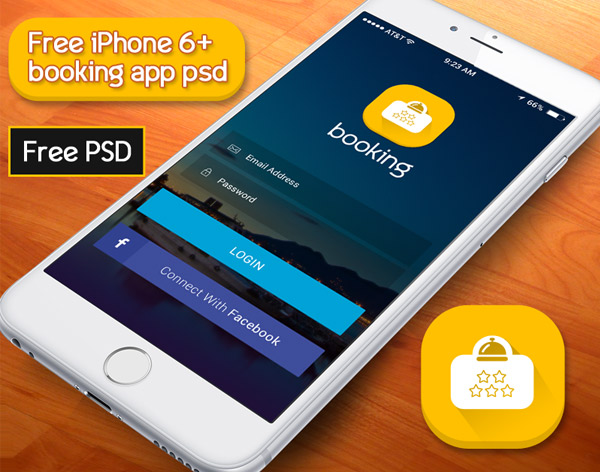 Free iPhone 6+
booking app psd
Free PSD
AT&T
9:23 AM
66%
booking
Email Address
Password
LOGIN
f
Connect With Facebook